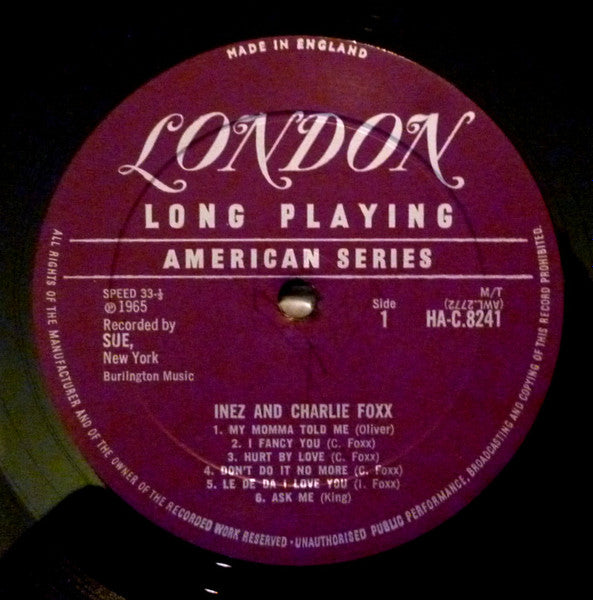 MADE IN ENGLAND
LONDON
LONG PLAYING
AMERICAN SERIES
SPEED 33-⅓
℗1965
Recorded by
SUE,
New York
Burlington Music
Side
1
M/T
(AWL.2772)
HA-C.8241
INEZ AND CHARLIE FOXX
1. MY MOMMA TOLD ME (Oliver)
2. I FANCY YOU (C. Foxx)
3. HURT BY LOVE (C. Foxx)
4. DON'T DO IT NO MORE (C. Foxx)
5. LE DE DA I LOVE YOU (I. Foxx)
6. ASK ME (King)
ALL RIGHTS OF THE MANUFACTURER AND OF THE OWNER OF THE RECORDED WORK RESERVED · UNAUTHORISED PUBLIC PERFORMANCE, BROADCASTING AND COPYING OF THIS RECORD PROHIBITED.